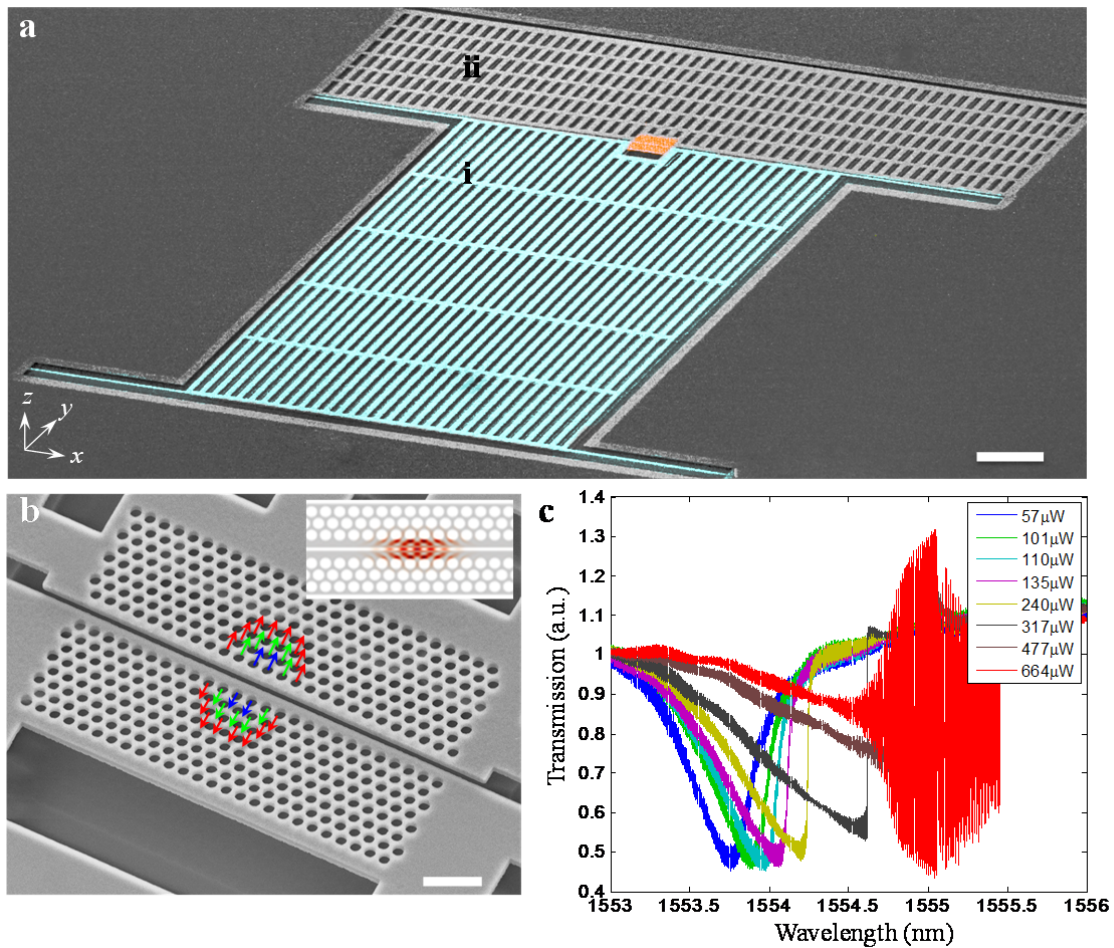 a
ii
i
z
y
x
b
c
1.4
1.3
1.2
1.1
1
0.9
0.8
0.7
0.6
0.5
0.4
Transmission (a.u.)
57μW
101μW
110μW
135μW
240μW
317μW
477μW
664μW
1553 1553.5 1554 1554.5 1555 1555.5 1556
Wavelength (nm)